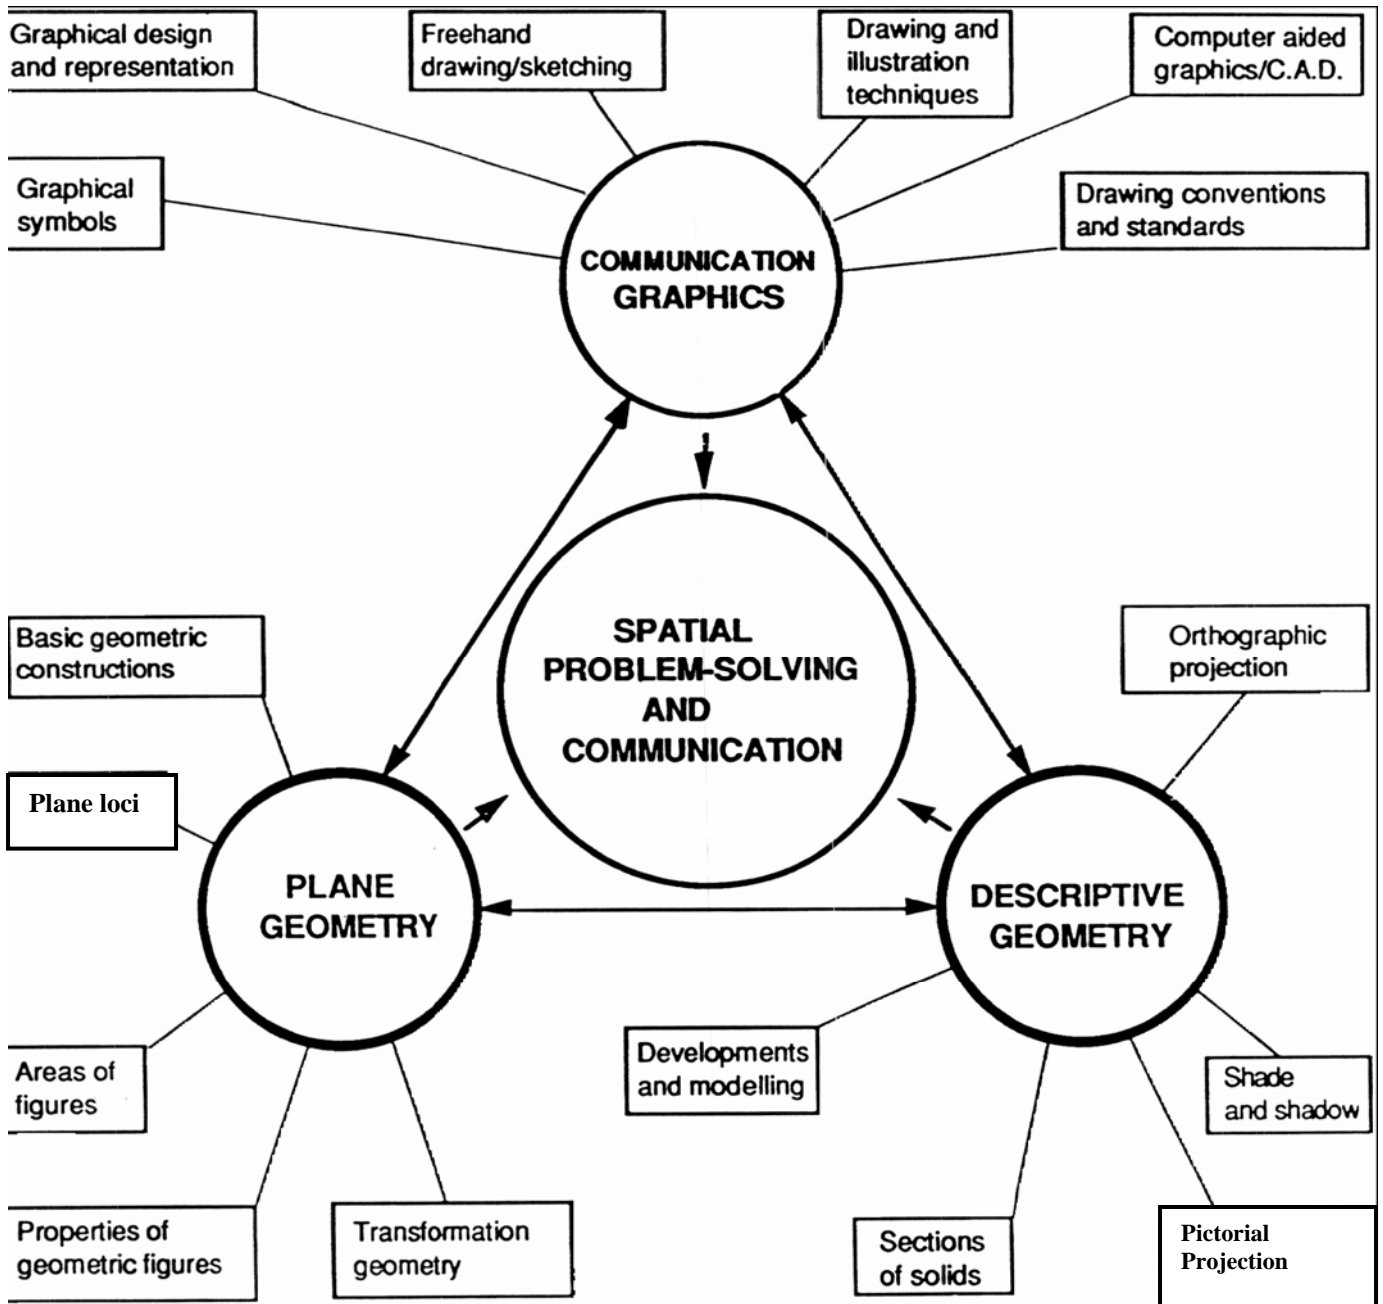 Graphical design
and representation
Freehand
drawing/sketching
Drawing and
illustration
techniques
Computer aided
graphics/C.A.D.
Graphical
symbols
Drawing conventions
and standards
COMMUNICATION
GRAPHICS
SPATIAL
PROBLEM-SOLVING
AND
COMMUNICATION
Basic geometric
constructions
Orthographic
projection
Plane loci
PLANE
GEOMETRY
DESCRIPTIVE
GEOMETRY
Areas of
figures
Developments
and modelling
Shade
and shadow
Properties of
geometric figures
Transformation
geometry
Sections
of solids
Pictorial
Projection